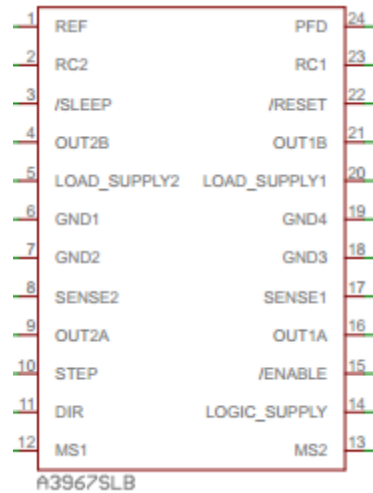 1 REF PFD 24
2 RC2 RC1 23
3 /SLEEP /RESET 22
4 OUT2B OUT1B 21
5 LOAD_SUPPLY2 LOAD_SUPPLY1 20
6 GND1 GND4 19
7 GND2 GND3 18
8 SENSE2 SENSE1 17
9 OUT2A OUT1A 16
10 STEP /ENABLE 15
11 DIR LOGIC_SUPPLY 14
12 MS1 MS2 13
A3967SLB